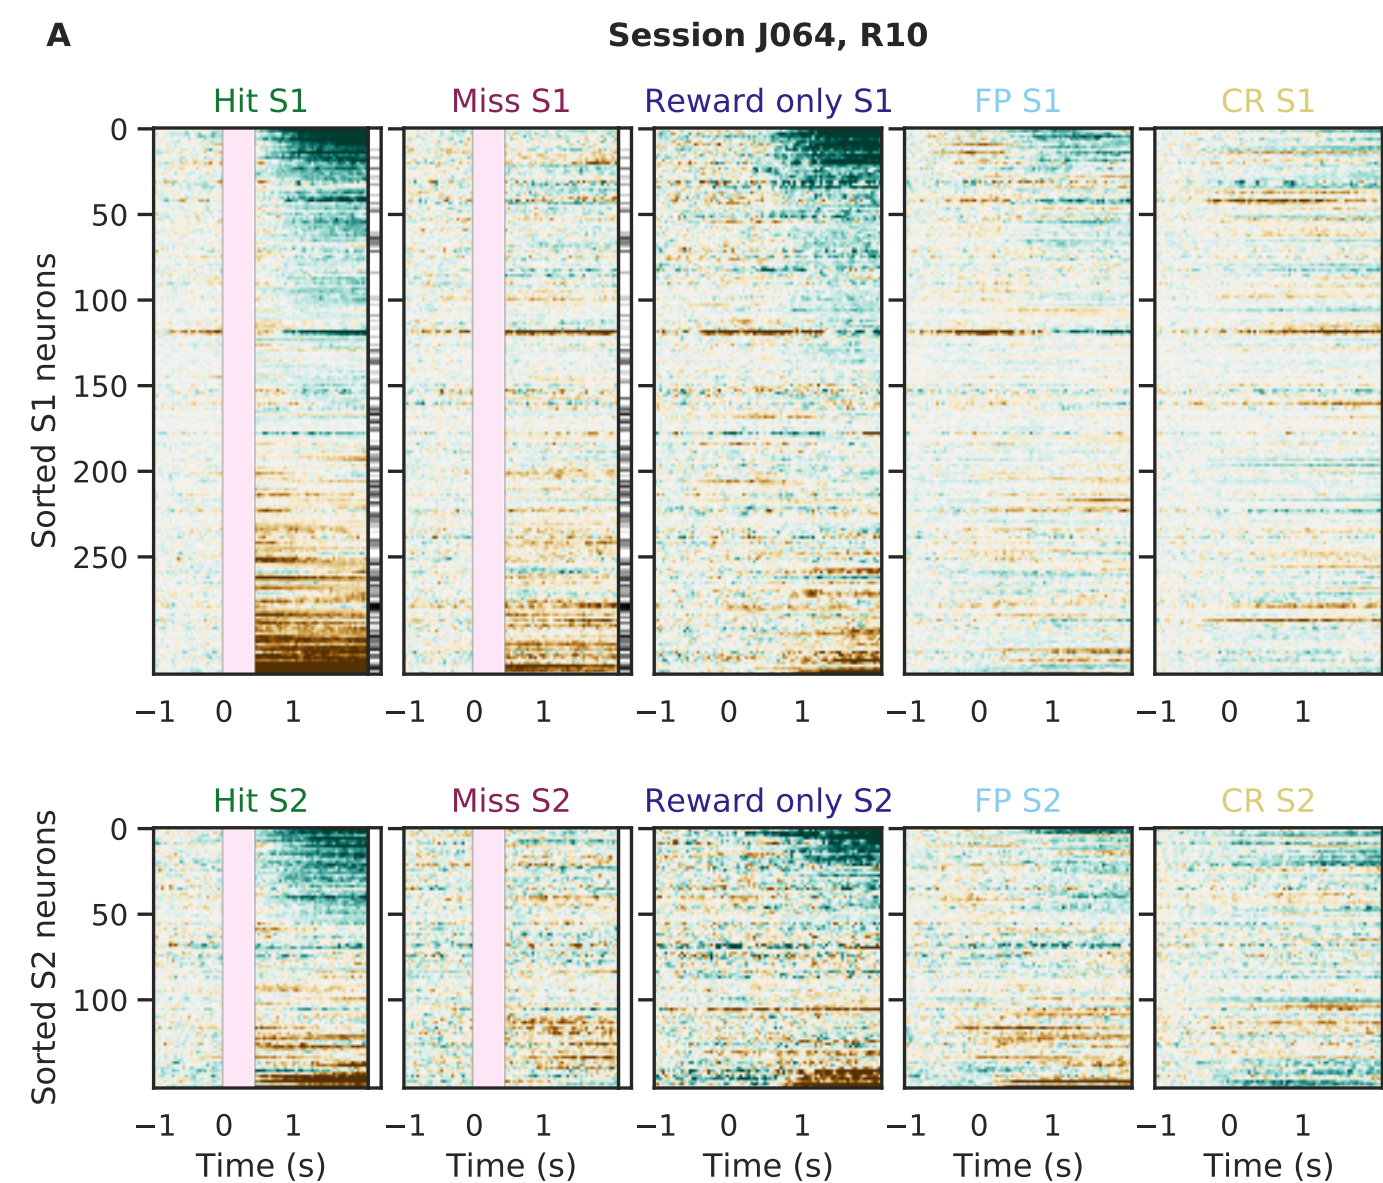 A
Session J064, R10
Hit S1 Miss S1 Reward only S1 FP S1 CR S1
Sorted S1 neurons
0
50
100
150
200
250
−1 0 1 −1 0 1 −1 0 1 −1 0 1 −1 0 1
Hit S2 Miss S2 Reward only S2 FP S2 CR S2
Sorted S2 neurons
0
50
100
−1 0 1 −1 0 1 −1 0 1 −1 0 1 −1 0 1
Time (s) Time (s) Time (s) Time (s) Time (s)